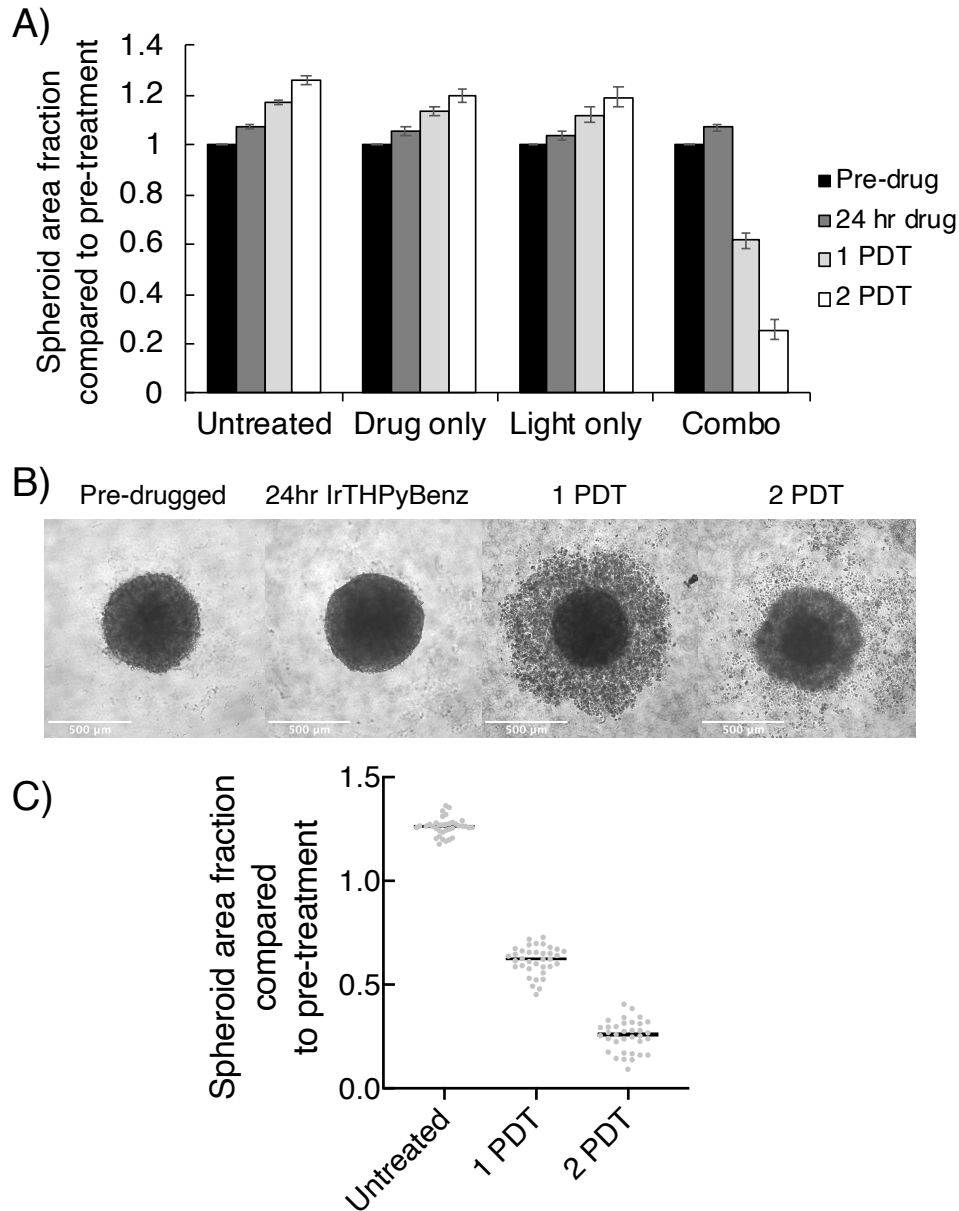 A)
Spheroid area fraction
compared to pre-treatment
1.4
1.2
1
0.8
0.6
0.4
0.2
0
Untreated Drug only Light only Combo
Pre-drug
24 hr drug
1 PDT
2 PDT
B)
Pre-drugged 24hr IrTHPyBenz 1 PDT 2 PDT
500 µm 500 µm 500 µm 500 µm
C)
Spheroid area fraction
compared
to pre-treatment
1.5
1.0
0.5
0.0
Untreated 1 PDT 2 PDT